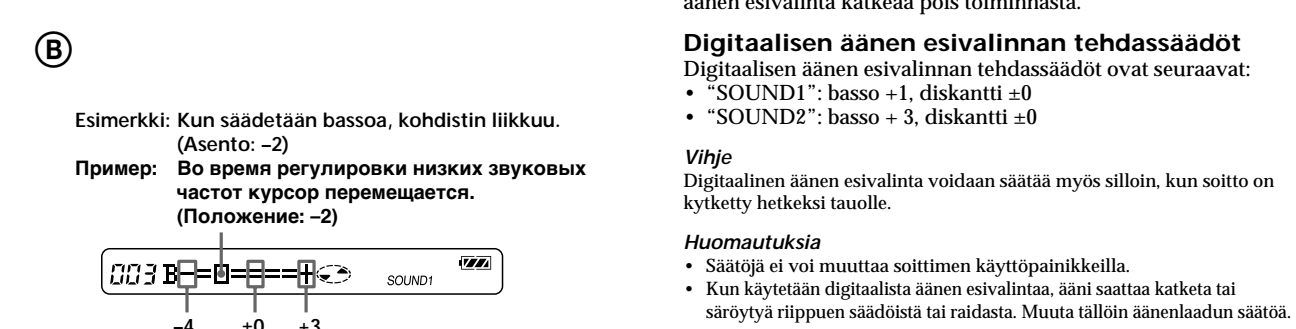 B
Esimerkki: Kun säädetään bassoa, kohdistin liikkuu.
(Asento: –2)
Пример: Во время регулировки низких звуковых
частот курсор перемещается.
(Положение: –2)
003 B SOUND1
–4 ±0 +3
äänen esivalinta katkeaa pois toiminnasta.
Digitaalisen äänen esivalinnan tehdassäädöt
Digitaalisen äänen esivalinnan tehdassäädöt ovat seuraavat:
• “SOUND1”: basso +1, diskantti ±0
• “SOUND2”: basso + 3, diskantti ±0
Vihje
Digitaalinen äänen esivalinta voidaan säätää myös silloin, kun soitto on
kytketty hetkeksi tauolle.
Huomautuksia
• Säätöjä ei voi muuttaa soittimen käyttöpainikkeilla.
• Kun käytetään digitaalista äänen esivalintaa, ääni saattaa katketa tai
säröytyä riippuen säädöistä tai raidasta. Muuta tällöin äänenlaadun säätöä.